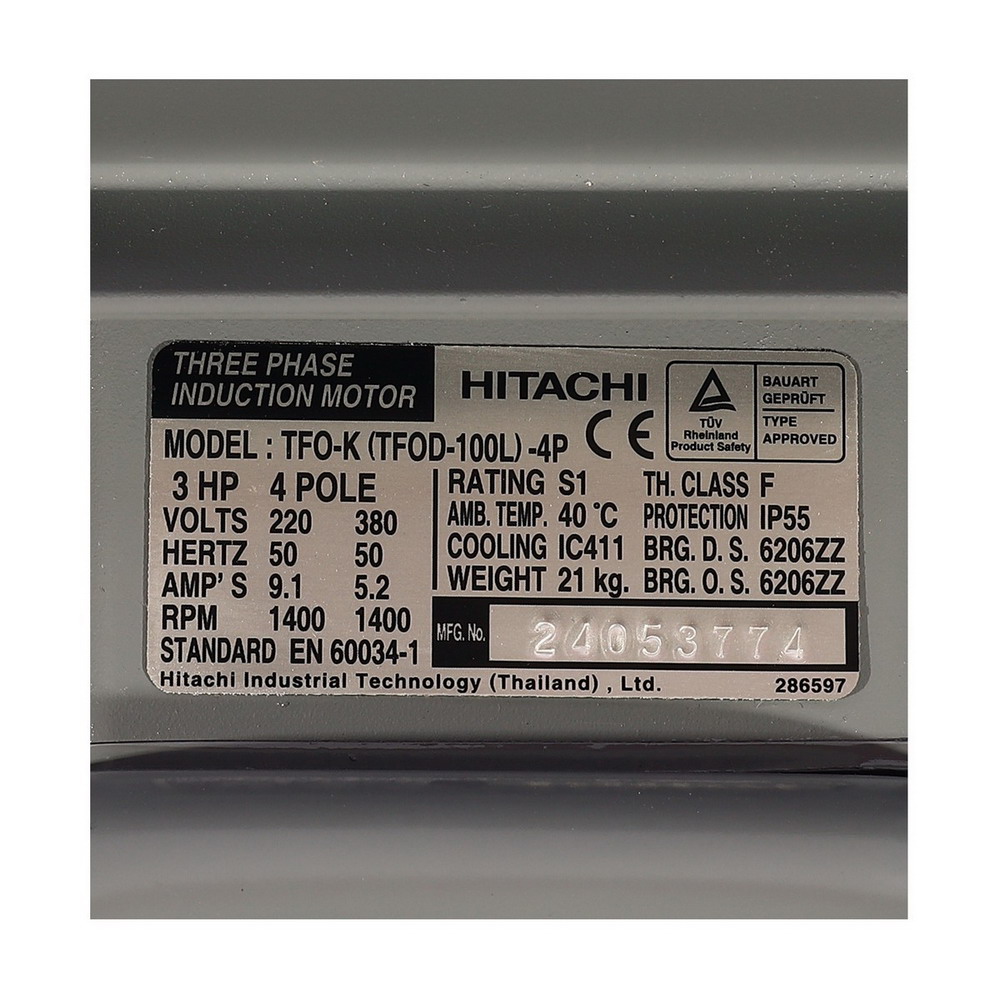 THREE PHASE
INDUCTION MOTOR
HITACHI
CE
TÜV
Rheinland
Product Safety
BAUART
GEPRÜFT
TYPE
APPROVED
MODEL : TFO-K (TFOD-100L) -4P
3 HP 4 POLE
VOLTS 220 380
HERTZ 50 50
AMP'S 9.1 5.2
RPM 1400 1400
STANDARD EN 60034-1
RATING S1 TH. CLASS F
AMB. TEMP. 40 °C PROTECTION IP55
COOLING IC411 BRG. D. S. 6206ZZ
WEIGHT 21 kg. BRG. O. S. 6206ZZ
MFG. No. 24053774
Hitachi Industrial Technology (Thailand) , Ltd. 286597